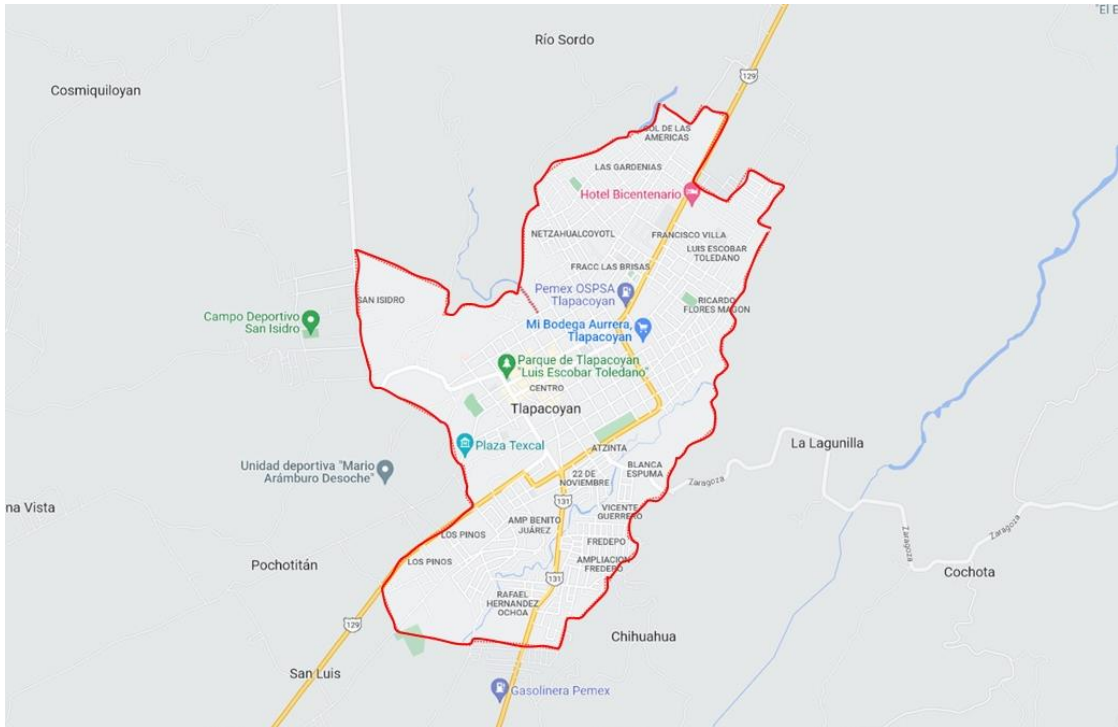 "El E
Río Sordo
129
Cosmiquiloyan
SOL DE LAS
AMERICAS
LAS GARDENIAS
Hotel Bicentenario
NETZAHUALCOYOTL
FRANCISCO VILLA
LUIS ESCOBAR
TOLEDANO
FRACC LAS BRISAS
Pemex OSPSA
Tlapacoyan
SAN ISIDRO
RICARDO
FLORES MAGON
Campo Deportivo
San Isidro
Mi Bodega Aurrera,
Tlapacoyan
Parque de Tlapacoyan
"Luis Escobar Toledano"
CENTRO
Tlapacoyan
Plaza Texcal
ATZINTA
La Lagunilla
Unidad deportiva "Mario
Arámburo Desoche"
22 DE
NOVIEMBRE
BLANCA
ESPUMA
Zaragoza
131
na Vista
VICENTE
GUERRERO
AMP BENITO
JUÁREZ
LOS PINOS
FREDEPO
Zaragoza
Zaragoza
Pochotitán
LOS PINOS
AMPLIACION
FREDEPO
131
Cochota
RAFAEL
HERNANDEZ
OCHOA
129
Chihuahua
San Luis
Gasolinera Pemex